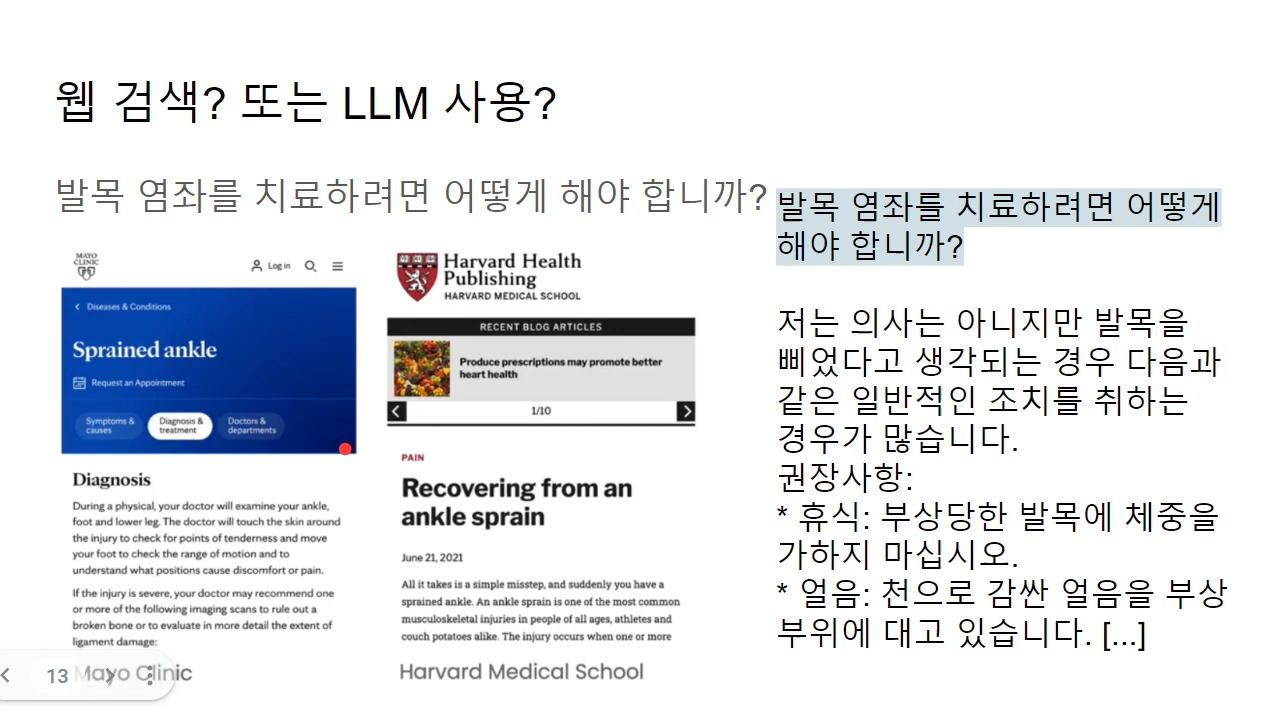 웹 검색? 또는 LLM 사용?
발목 염좌를 치료하려면 어떻게 해야 합니까?
MAYO
CLINIC
Log in
Diseases & Conditions
Sprained ankle
Request an Appointment
Symptoms &
causes
Diagnosis &
treatment
Doctors &
departments
Diagnosis
During a physical, your doctor will examine your ankle,
foot and lower leg. The doctor will touch the skin around
the injury to check for points of tenderness and move
your foot to check the range of motion and to
understand what positions cause discomfort or pain.
If the injury is severe, your doctor may recommend one
or more of the following imaging scans to rule out a
broken bone or to evaluate in more detail the extent of
ligament damage:
Mayo Clinic
13
Harvard Health
Publishing
HARVARD MEDICAL SCHOOL
RECENT BLOG ARTICLES
Produce prescriptions may promote better
heart health
1/10
PAIN
Recovering from an
ankle sprain
June 21, 2021
All it takes is a simple misstep, and suddenly you have a
sprained ankle. An ankle sprain is one of the most common
musculoskeletal injuries in people of all ages, athletes and
couch potatoes alike. The injury occurs when one or more
Harvard Medical School
발목 염좌를 치료하려면 어떻게
해야 합니까?
저는 의사는 아니지만 발목을
삐었다고 생각되는 경우 다음과
같은 일반적인 조치를 취하는
경우가 많습니다.
권장사항:
* 휴식: 부상당한 발목에 체중을
가하지 마십시오.
* 얼음: 천으로 감싼 얼음을 부상
부위에 대고 있습니다. [...]